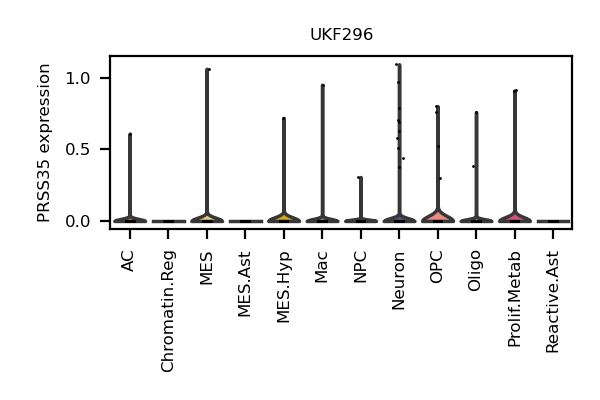 UKF296
PRSS35 expression
1.0
0.5
0.0
AC
Chromatin.Reg
MES
MES.Ast
MES.Hyp
Mac
NPC
Neuron
OPC
Oligo
Prolif.Metab
Reactive.Ast